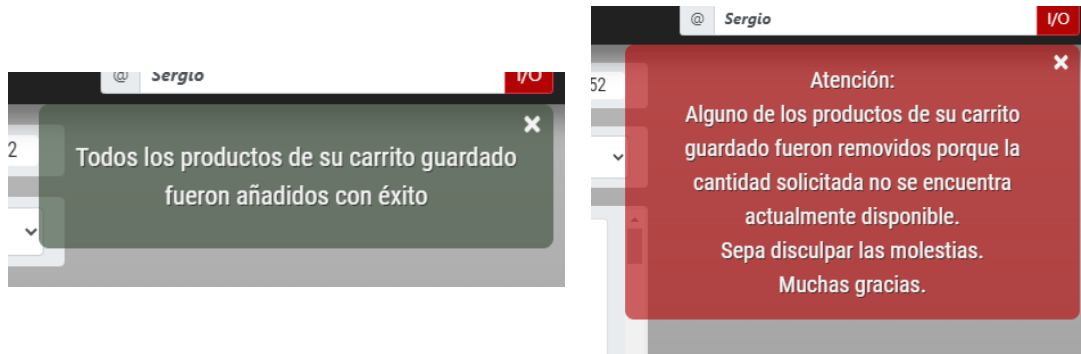 @ Sergio I/O
2
Todos los productos de su carrito guardado
fueron añadidos con éxito
@ Sergio I/O
52
Atención:
Alguno de los productos de su carrito
guardado fueron removidos porque la
cantidad solicitada no se encuentra
actualmente disponible.
Sepa disculpar las molestias.
Muchas gracias.